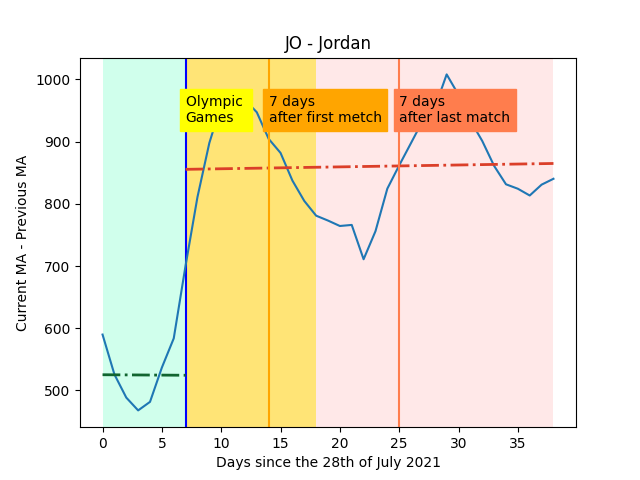 JO - Jordan
Current MA - Previous MA
1000
900
800
700
600
500
Olympic
Games
7 days
after first metch
7 days
after last match
0 5 10 15 20 25 30 35
Days since the 28th of July 2021